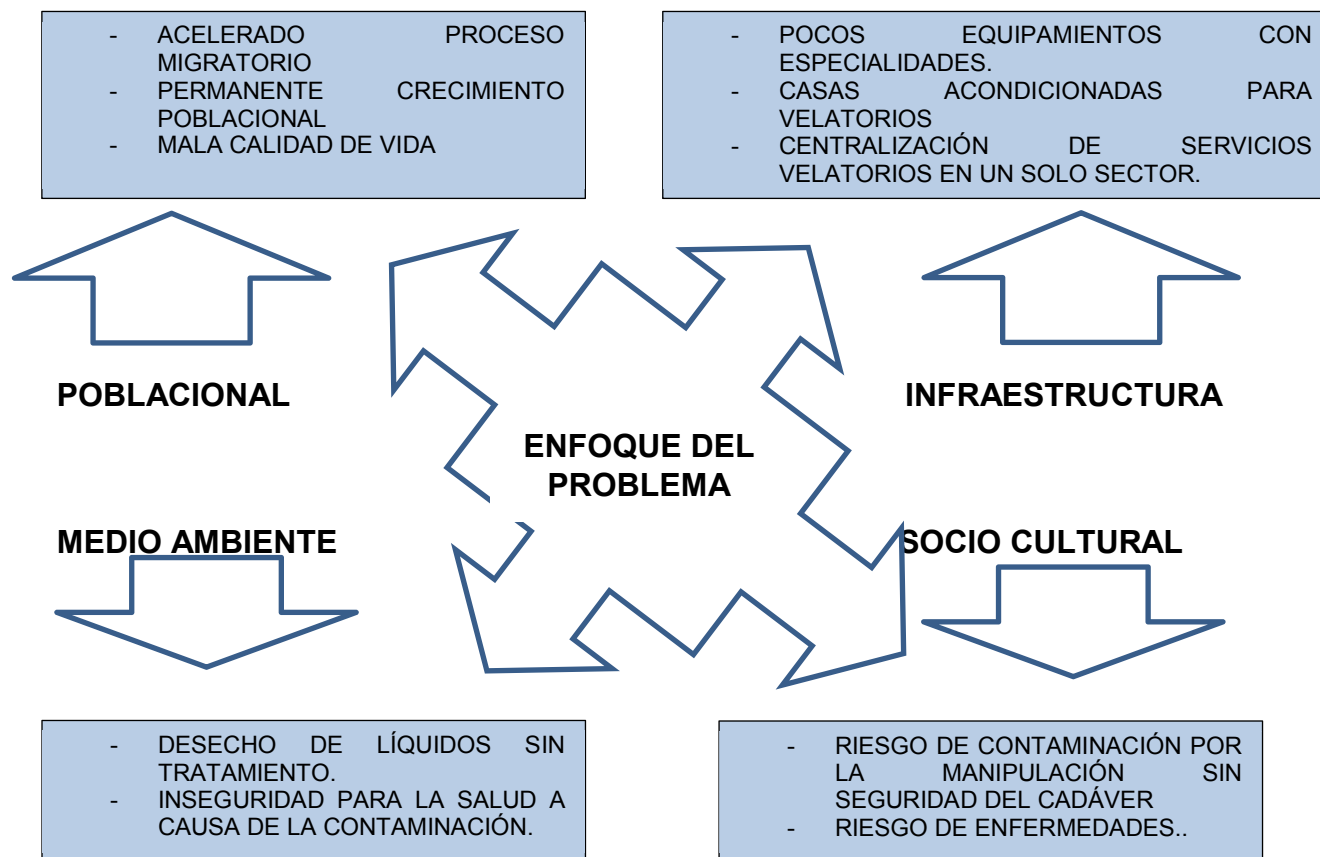 - ACELERADO PROCESO
MIGRATORIO
- PERMANENTE CRECIMIENTO
POBLACIONAL
- MALA CALIDAD DE VIDA
- POCOS EQUIPAMIENTOS CON
ESPECIALIDADES.
- CASAS ACONDICIONADAS PARA
VELATORIOS
- CENTRALIZACIÓN DE SERVICIOS
VELATORIOS EN UN SOLO SECTOR.
POBLACIONAL
INFRAESTRUCTURA
ENFOQUE DEL
PROBLEMA
MEDIO AMBIENTE
SOCIO CULTURAL
- DESECHO DE LÍQUIDOS SIN
TRATAMIENTO.
- INSEGURIDAD PARA LA SALUD A
CAUSA DE LA CONTAMINACIÓN.
- RIESGO DE CONTAMINACIÓN POR
LA MANIPULACIÓN SIN
SEGURIDAD DEL CADÁVER
- RIESGO DE ENFERMEDADES..